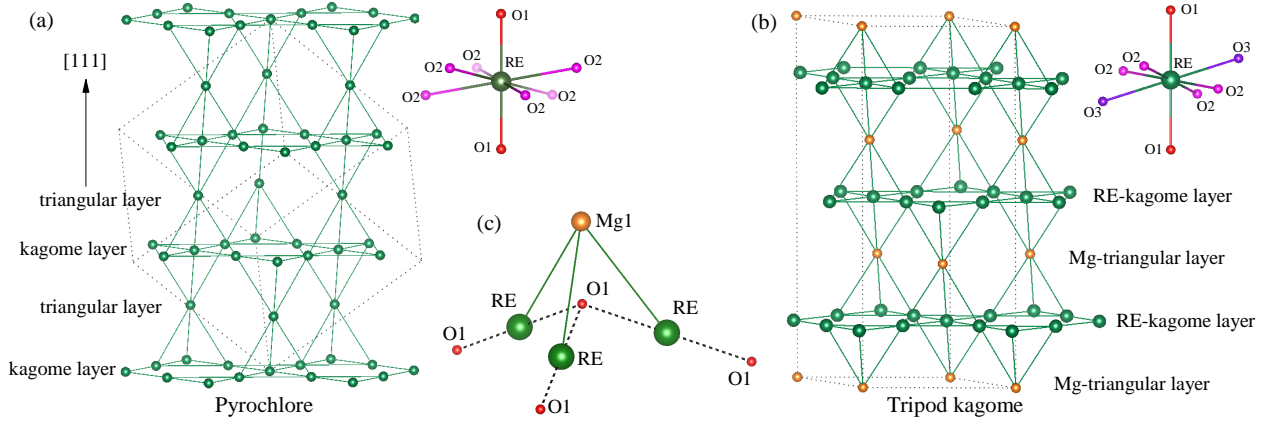 (a)
[111]
triangular layer
kagome layer
triangular layer
kagome layer
Pyrochlore
O1
O2
O2
RE
O2
O2
O2
O2
O1
(c)
Mg1
RE
O1
RE
O1
RE
O1
O1
(b)
O1
O3
RE
O2
O2
O2
O2
O3
O1
RE-kagome layer
Mg-triangular layer
RE-kagome layer
Mg-triangular layer
Tripod kagome